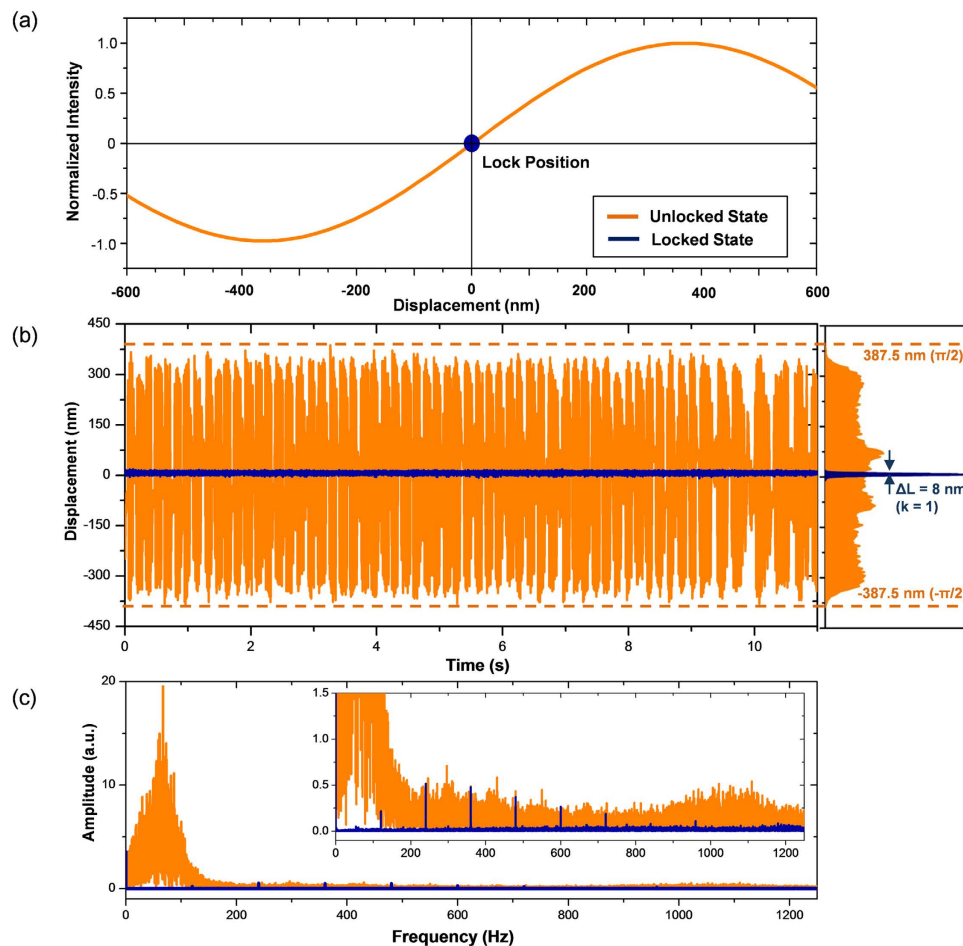 (a)
Normalized Intensity
1.0
0.5
0
-0.5
-1.0
Lock Position
Unlocked State
Locked State
-600
-400
-200
0
200
400
600
Displacement (nm)
(b)
Displacement (nm)
450
300
150
0
-150
-300
-450
387.5 nm (π/2)
ΔL = 8 nm
(k = 1)
-387.5 nm (-π/2)
0
2
4
6
8
10
Time (s)
(c)
Amplitude (a.u.)
20
10
0
1.5
1.0
0.5
0.0
0
200
400
600
800
1000
1200
0
200
400
600
800
1000
1200
Frequency (Hz)